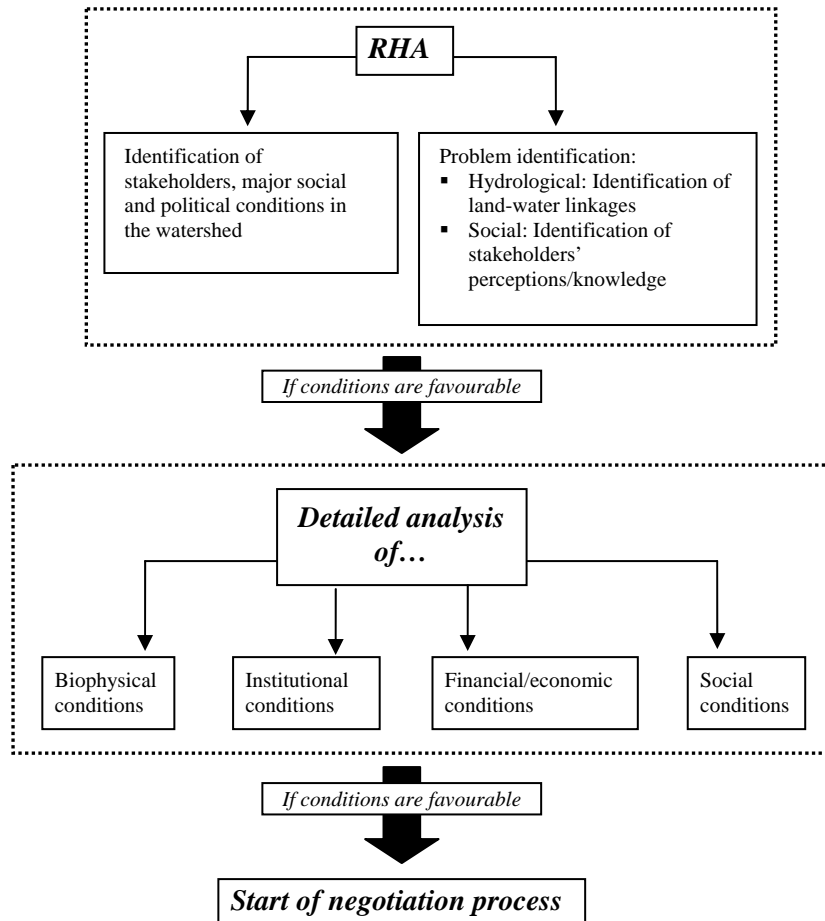 RHA
Identification of
stakeholders, major social
and political conditions in
the watershed
Problem identification:
▪ Hydrological: Identification of
land-water linkages
▪ Social: Identification of
stakeholders’
perceptions/knowledge
If conditions are favourable
Detailed analysis
of…
Biophysical
conditions
Institutional
conditions
Financial/economic
conditions
Social
conditions
If conditions are favourable
Start of negotiation process